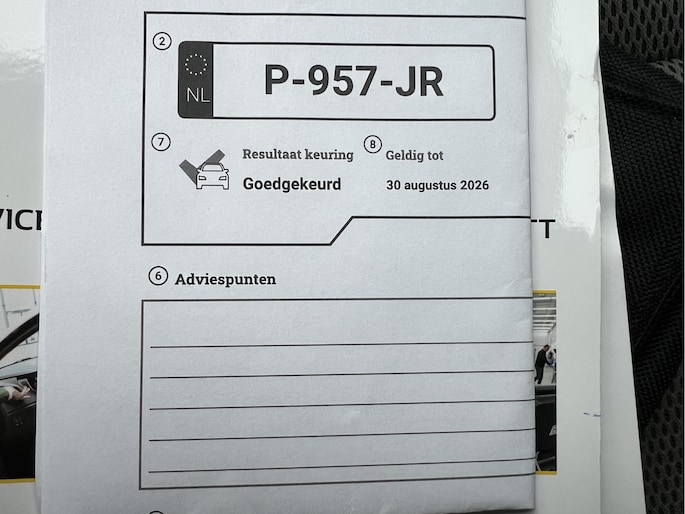 2
NL P-957-JR
7 Resultaat keuring 8 Geldig tot
Goedgekeurd 30 augustus 2026
6 Adviespunten